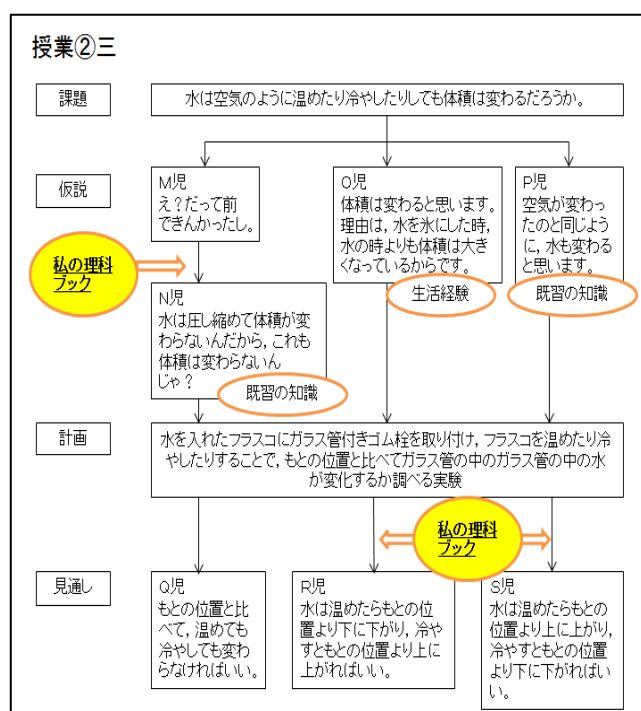 授業②三
課題
水は空気のように温めたり冷やしたりしても体積は変わるだろうか。
仮説
M児
え？だって前
できんかったし。
O児
体積は変わると思います。
理由は，水を氷にした時，
水の時よりも体積は大き
くなっているからです。
生活経験
P児
空気が変わっ
たのと同じよう
に，水も変わる
と思います。
既習の知識
私の理科
ブック
N児
水は圧し縮めて体積が変
わらないんだから，これも
体積は変わらないん
じゃ？
既習の知識
計画
水を入れたフラスコにガラス管付きゴム栓を取り付け，フラスコを温めたり冷
やしたりすることで，もとの位置と比べてガラス管の中のガラス管の中の水
が変化するか調べる実験
私の理科
ブック
見通し
Q児
もとの位置と比
べて，温めても
冷やしても変わ
らなければいい。
R児
水は温めたらもとの位
置より下に下がり，冷や
すともとの位置より上に
上がればいい。
S児
水は温めたらもとの
位置より上に上がり，
冷やすともとの位置
より下に下がればい
い。